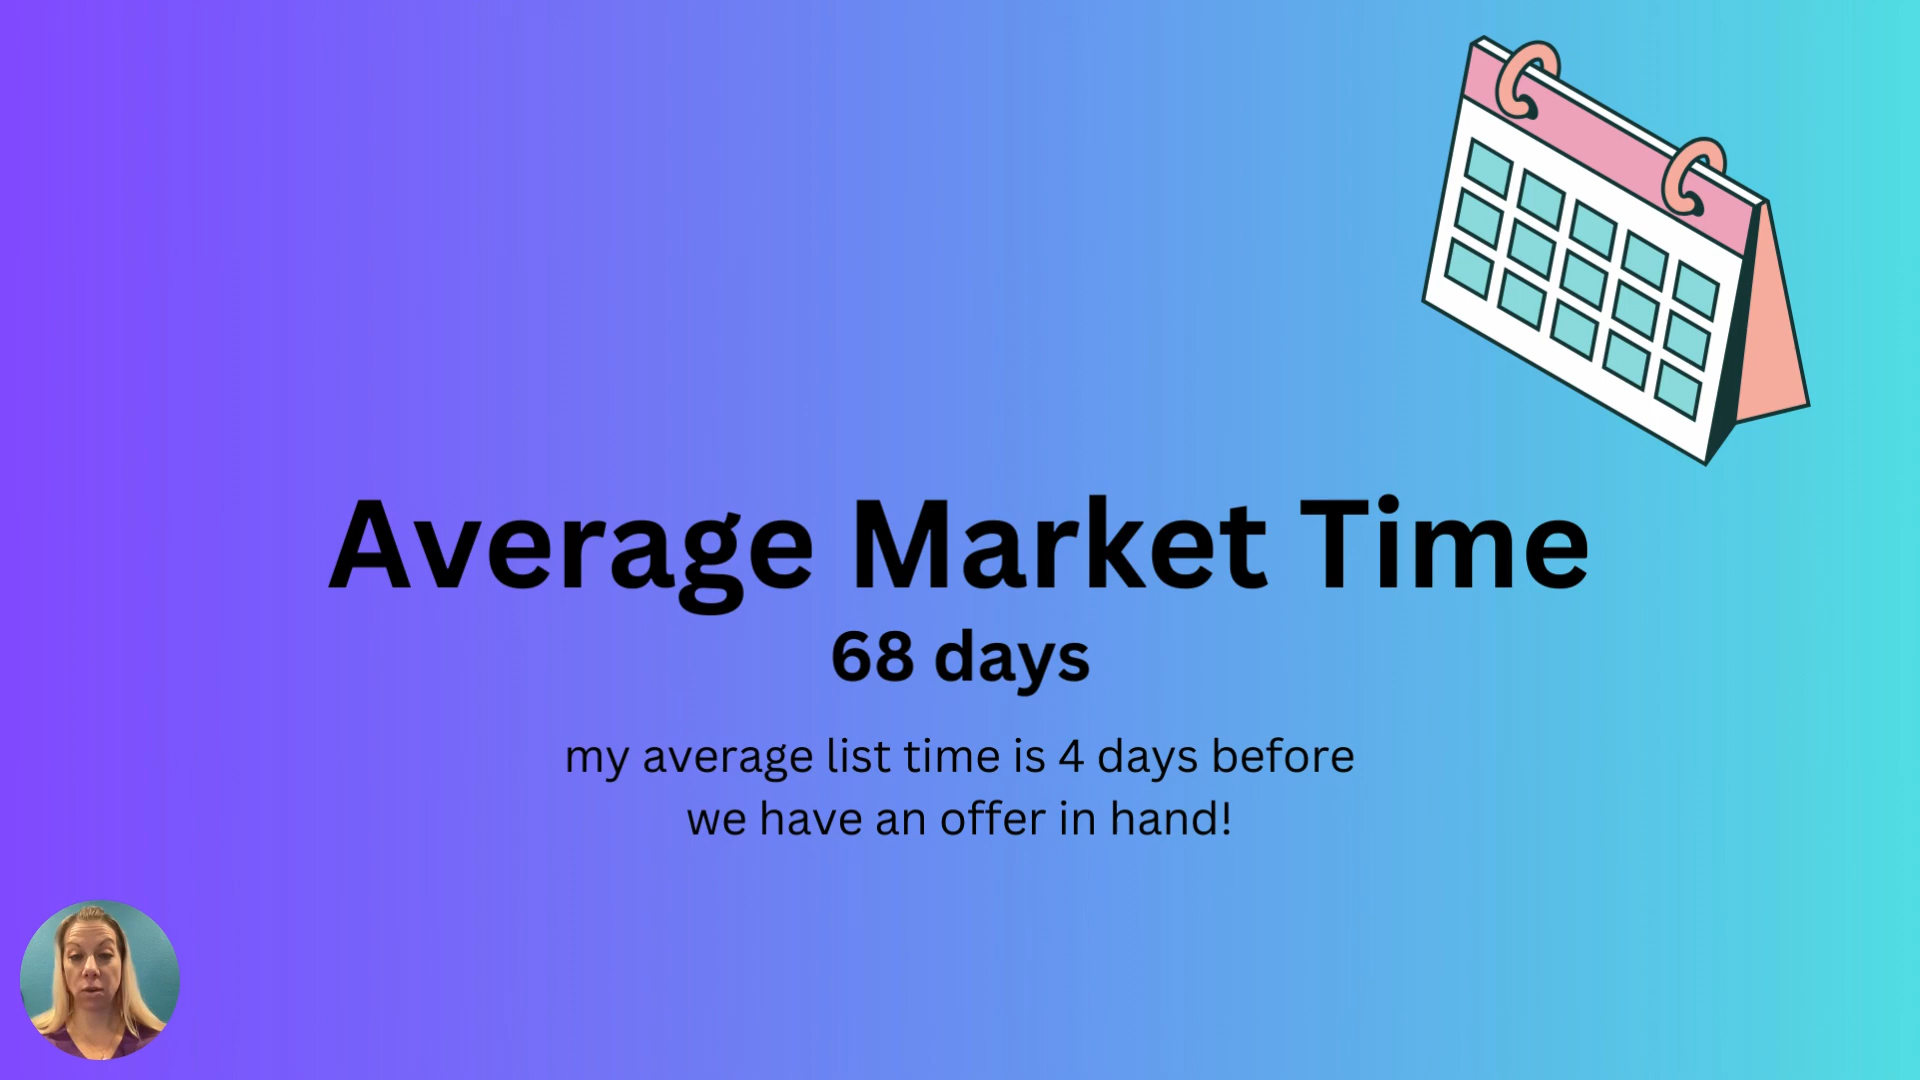 Average Market Time
68 days
my average list time is 4 days before
we have an offer in hand!